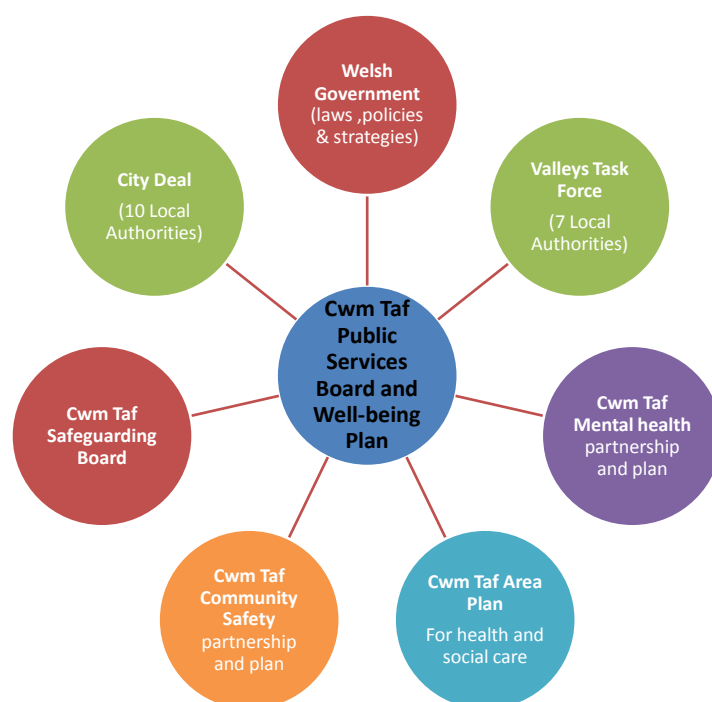 Welsh
Government
(laws ,policies
& strategies)
City Deal
(10 Local
Authorities)
Valleys Task
Force
(7 Local
Authorities)
Cwm Taf
Public
Services
Board and
Well-being
Plan
Cwm Taf
Safeguarding
Board
Cwm Taf
Mental health
partnership
and plan
Cwm Taf
Community
Safety
partnership
and plan
Cwm Taf Area
Plan
For health and
social care